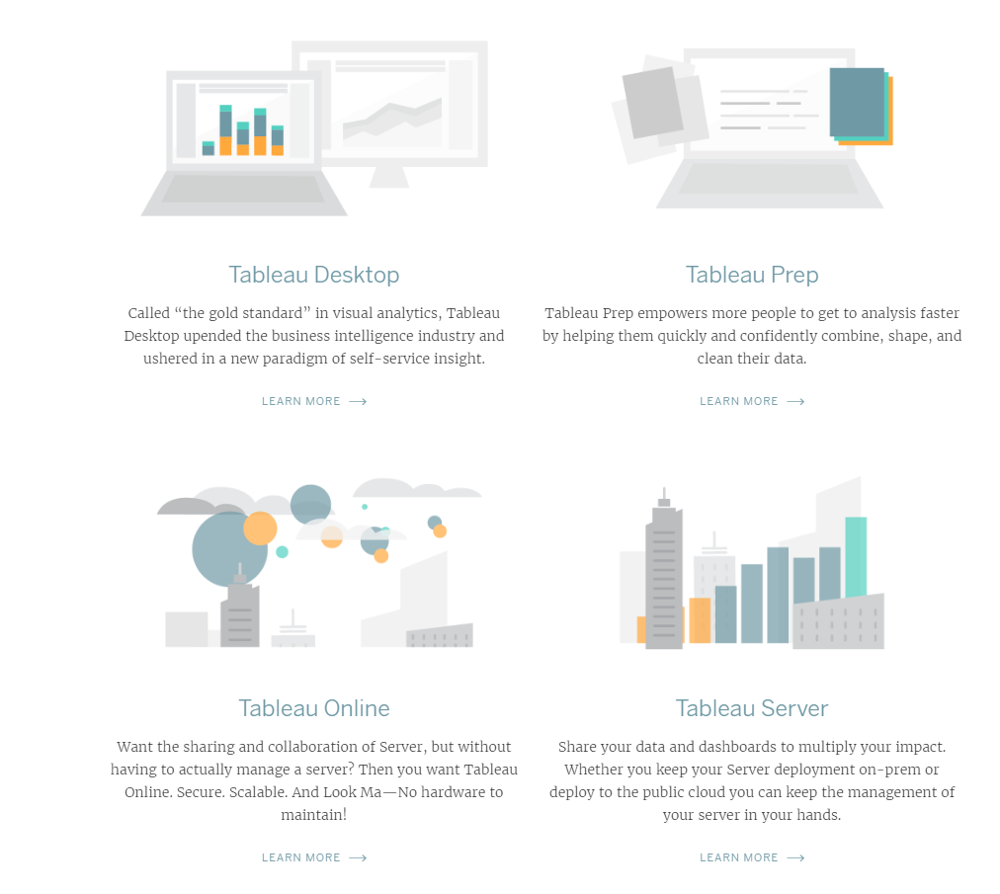 Tableau Desktop
Called “the gold standard” in visual analytics, Tableau
Desktop upended the business intelligence industry and
ushered in a new paradigm of self-service insight.
LEARN MORE
Tableau Prep
Tableau Prep empowers more people to get to analysis faster
by helping them quickly and confidently combine, shape, and
clean their data.
LEARN MORE
Tableau Online
Want the sharing and collaboration of Server, but without
having to actually manage a server? Then you want Tableau
Online. Secure. Scalable. And Look Ma—No hardware to
maintain!
LEARN MORE
Tableau Server
Share your data and dashboards to multiply your impact.
Whether you keep your Server deployment on-prem or
deploy to the public cloud you can keep the management of
your server in your hands.
LEARN MORE